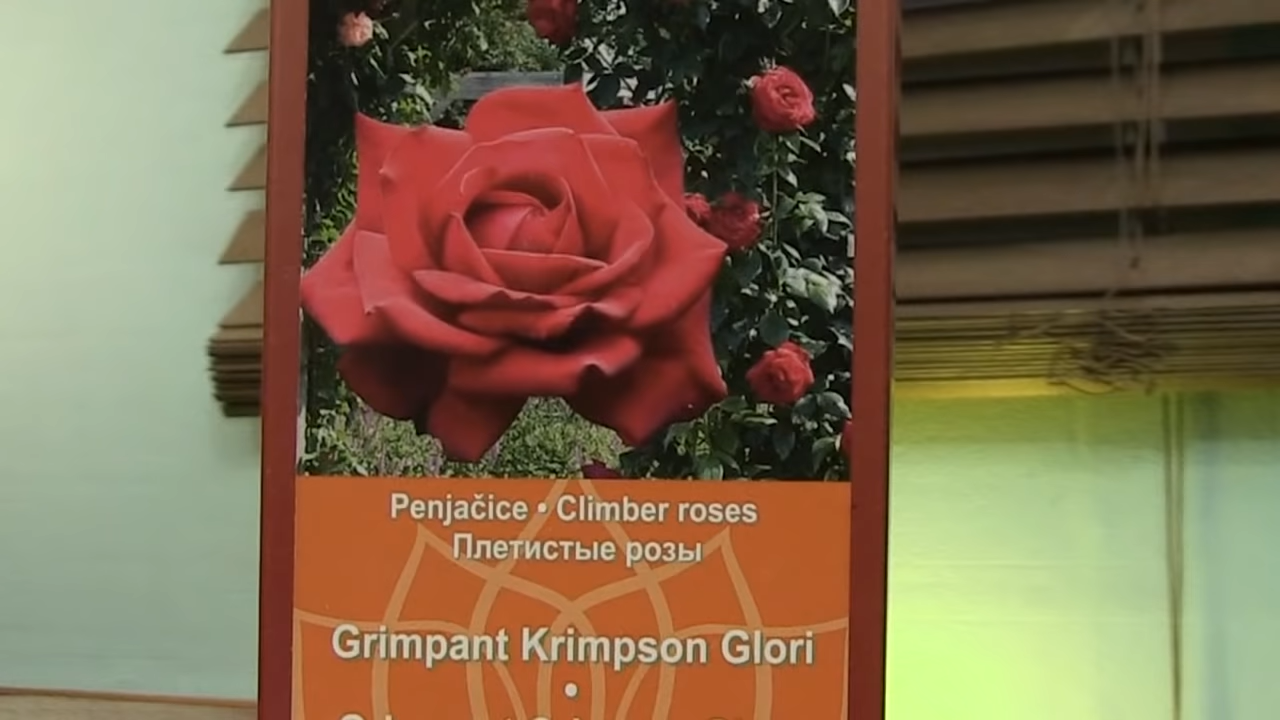 Penjačice • Climber roses
Плетистые розы
Grimpant Krimpson Glori
•